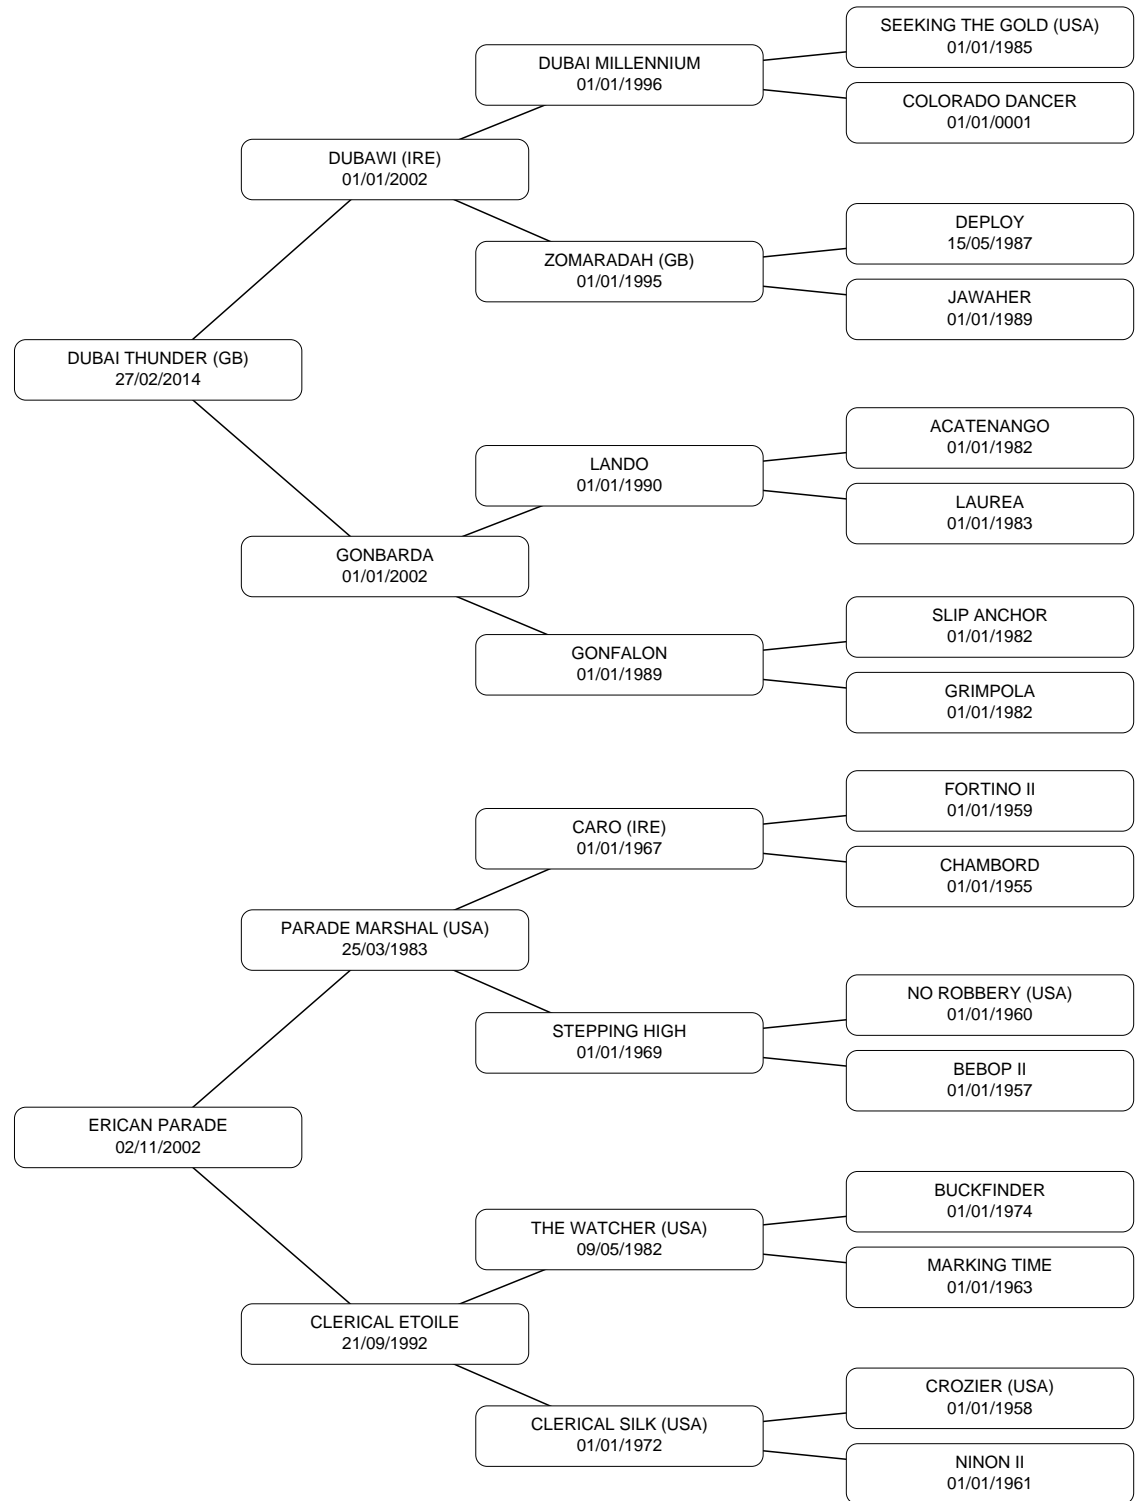 SEEKING THE GOLD (USA)
01/01/1985
DUBAI MILLENNIUM
01/01/1996
COLORADO DANCER
01/01/0001
DUBAWI (IRE)
01/01/2002
DEPLOY
15/05/1987
ZOMARADAH (GB)
01/01/1995
JAWAHER
01/01/1989
DUBAI THUNDER (GB)
27/02/2014
ACATENANGO
01/01/1982
LANDO
01/01/1990
LAUREA
01/01/1983
GONBARDA
01/01/2002
SLIP ANCHOR
01/01/1982
GONFALON
01/01/1989
GRIMPOLA
01/01/1982
FORTINO II
01/01/1959
CARO (IRE)
01/01/1967
CHAMBORD
01/01/1955
PARADE MARSHAL (USA)
25/03/1983
NO ROBBERY (USA)
01/01/1960
STEPPING HIGH
01/01/1969
BEBOP II
01/01/1957
ERICAN PARADE
02/11/2002
BUCKFINDER
01/01/1974
THE WATCHER (USA)
09/05/1982
MARKING TIME
01/01/1963
CLERICAL ETOILE
21/09/1992
CROZIER (USA)
01/01/1958
CLERICAL SILK (USA)
01/01/1972
NINON II
01/01/1961